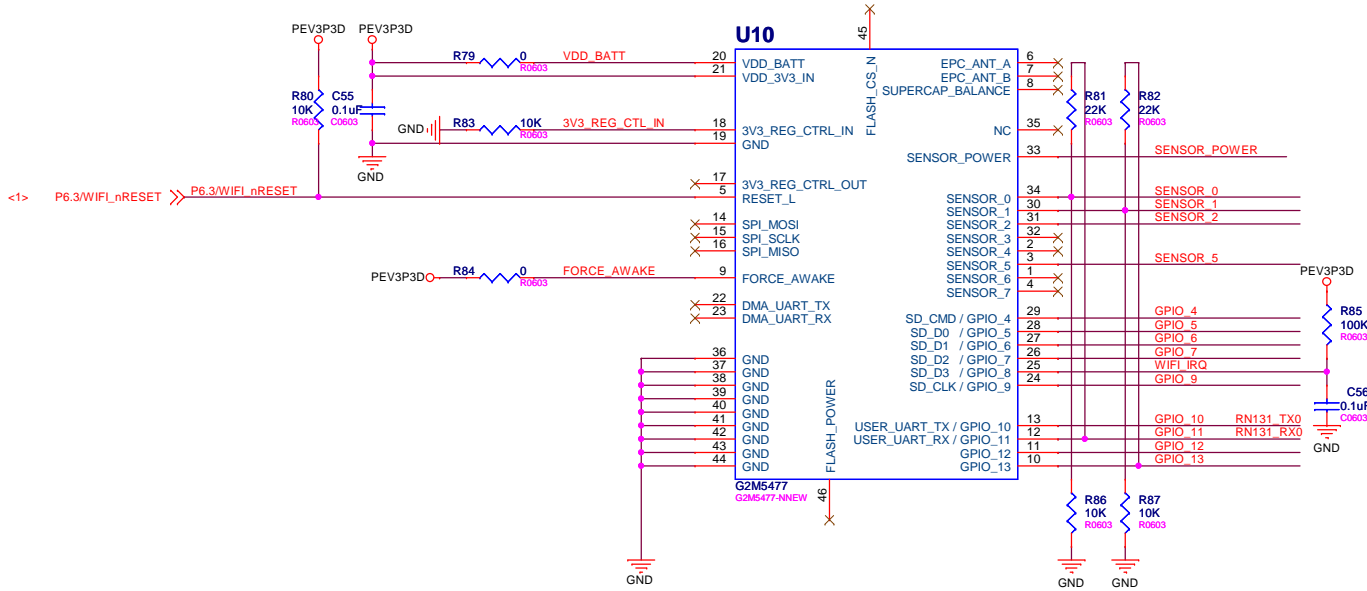 U10
PEV3P3D
PEV3P3D
45
R79
0
R0603
VDD_BATT
20
21
VDD_BATT
VDD_3V3_IN
FLASH_CS_N
EPC_ANT_A
EPC_ANT_B
SUPERCAP_BALANCE
6
7
8
R80
10K
R0603
C55
0.1uF
C0603
R81
22K
R0603
R82
22K
R0603
GND
R83
10K
R0603
3V3_REG_CTL_IN
18
19
3V3_REG_CTRL_IN
GND
NC
35
GND
SENSOR_POWER
33
SENSOR_POWER
17
3V3_REG_CTRL_OUT
<1>
P6.3/WIFI_nRESET
P6.3/WIFI_nRESET
5
RESET_L
SENSOR_0
34
SENSOR_0
SENSOR_1
30
SENSOR_1
SENSOR_2
31
SENSOR_2
SENSOR_3
32
SENSOR_4
2
SENSOR_5
3
SENSOR_5
SENSOR_6
1
SENSOR_7
4
14
SPI_MOSI
15
SPI_SCLK
16
SPI_MISO
PEV3P3D
R84
0
R0603
FORCE_AWAKE
9
FORCE_AWAKE
PEV3P3D
22
DMA_UART_TX
23
DMA_UART_RX
R85
100K
R0603
SD_CMD / GPIO_4
29
GPIO_4
SD_D0 / GPIO_5
28
GPIO_5
SD_D1 / GPIO_6
27
GPIO_6
SD_D2 / GPIO_7
26
GPIO_7
SD_D3 / GPIO_8
25
WIFI_IRQ
SD_CLK / GPIO_9
24
GPIO_9
36
GND
37
GND
38
GND
39
GND
40
GND
41
GND
42
GND
43
GND
44
GND
FLASH_POWER
C56
0.1uF
C0603
GND
USER_UART_TX / GPIO_10
13
GPIO_10
RN131_TX0
USER_UART_RX / GPIO_11
12
GPIO_11
RN131_RX0
GPIO_12
11
GPIO_12
GPIO_13
10
GPIO_13
G2M5477
G2M5477-NNEW
46
R86
10K
R0603
R87
10K
R0603
GND
GND
GND